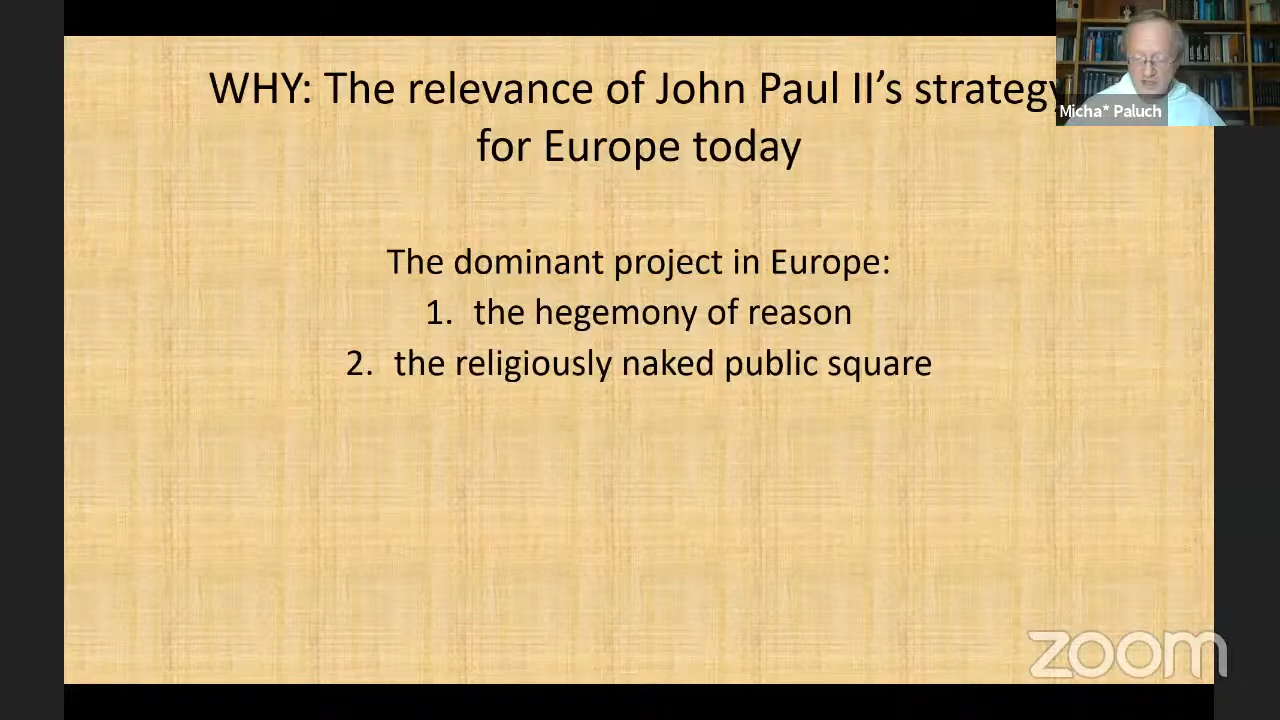 WHY: The relevance of John Paul II's strategy
for Europe today
Micha* Paluch
The dominant project in Europe:
1. the hegemony of reason
2. the religiously naked public square
zoom